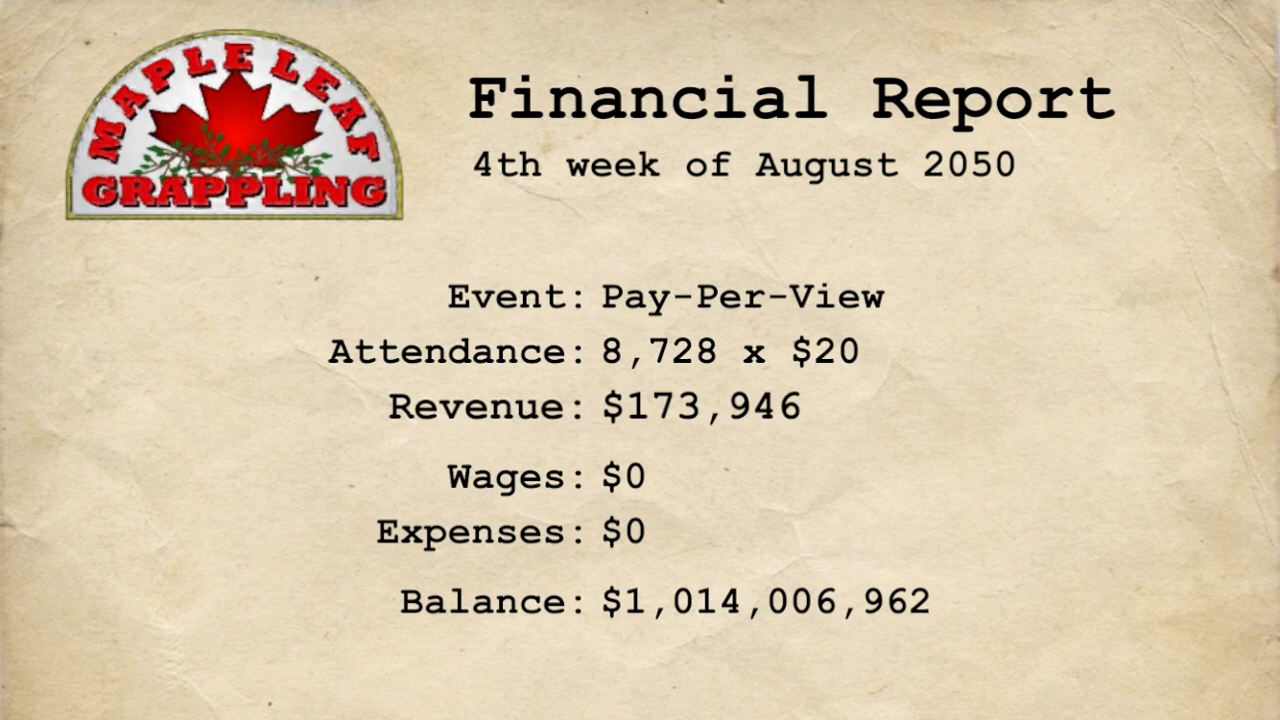 MAPLE LEAF
GRAPPLING
Financial Report
4th week of August 2050
Event: Pay-Per-View
Attendance: 8,728 x $20
Revenue: $173,946
Wages: $0
Expenses: $0
Balance: $1,014,006,962